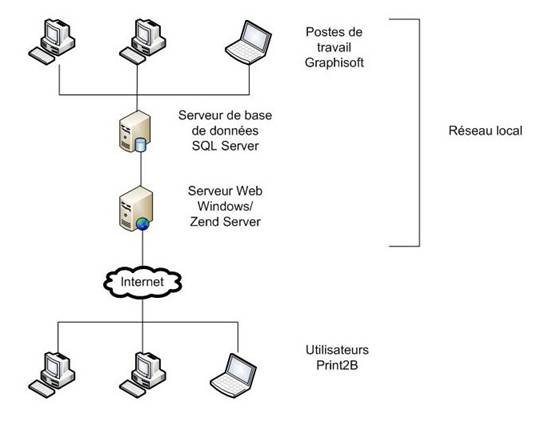 Postes de
travail
Graphisoft
Serveur de base
de données
SQL Server
Réseau local
Serveur Web
Windows/
Zend Server
Internet
Utilisateurs
Print2B